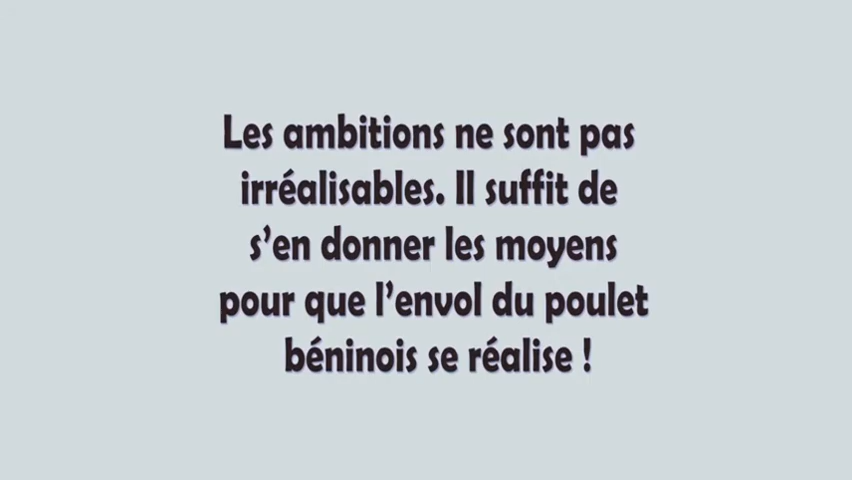 Les ambitions ne sont pas
irréalisables. Il suffit de
s’en donner les moyens
pour que l’envol du poulet
béninois se réalise !